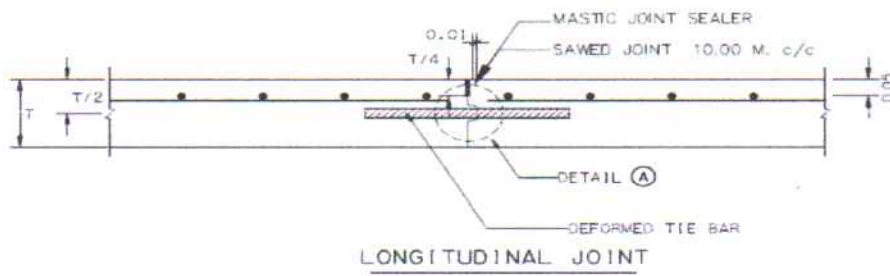 MASTIC JOINT SEALER
0.01
SAWED JOINT 10.00 M. c/c
T/4
T/2
T
0.05
DETAIL A
DEFORMED TIE BAR
LONGITUDINAL JOINT